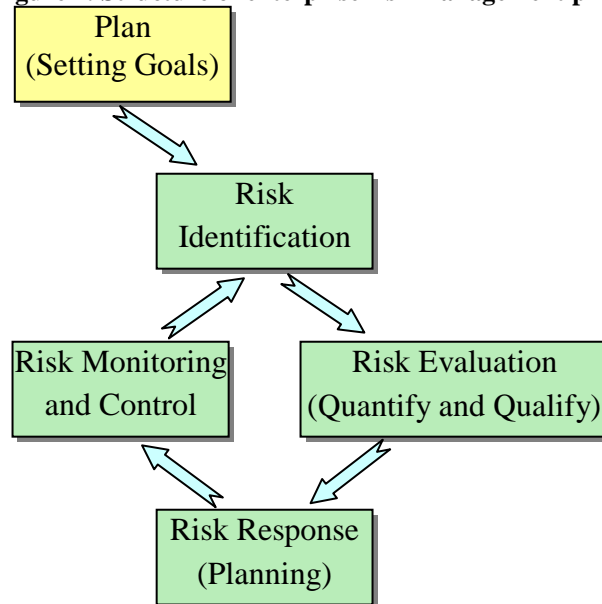 Plan
(Setting Goals)
Risk
Identification
Risk Monitoring
and Control
Risk Evaluation
(Quantify and Qualify)
Risk Response
(Planning)